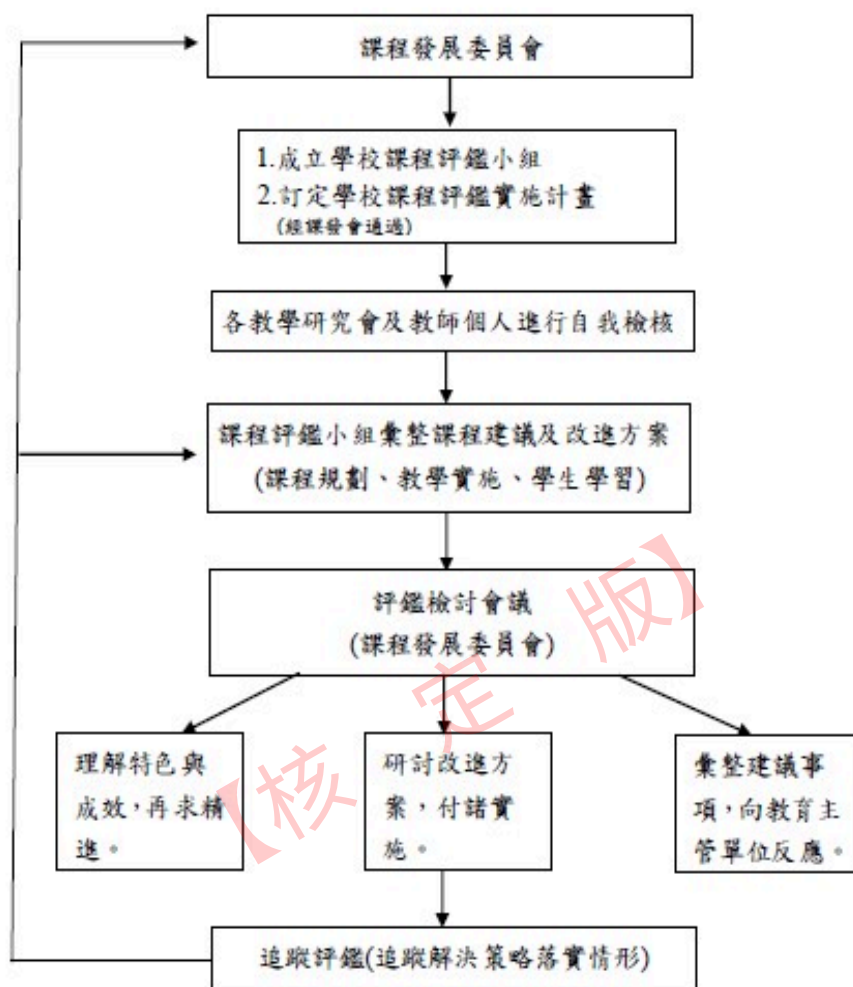 課程發展委員會
1.成立學校課程評鑑小組
2.訂定學校課程評鑑實施計畫
(經課發會通過)
各教學研究會及教師個人進行自我檢核
課程評鑑小組彙整課程建議及改進方案
(課程規劃、教學實施、學生學習)
評鑑檢討會議
(課程發展委員會)
理解特色與
成效，再求精
進。
研討改進方
案，付諸實
施。
彙整建議事
項，向教育主
管單位反應。
追蹤評鑑(追蹤解決策略落實情形)
【核定版】